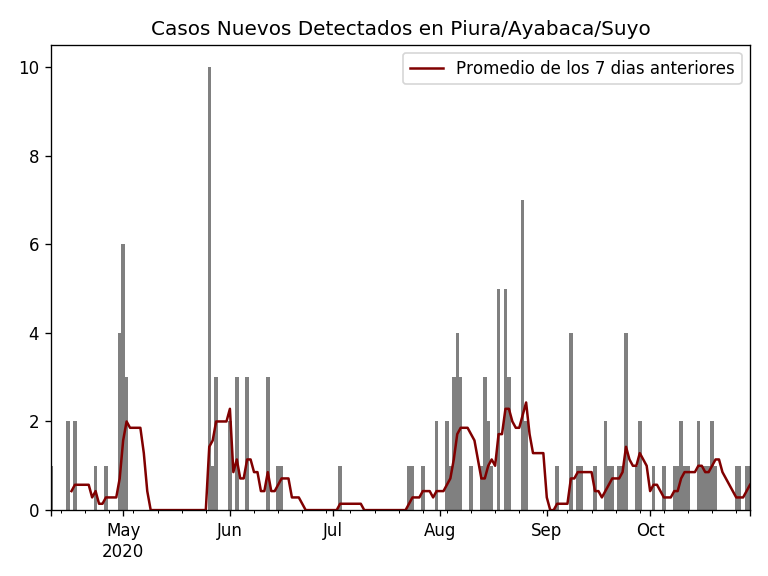 Casos Nuevos Detectados en Piura/Ayabaca/Suyo
Promedio de los 7 dias anteriores
10
8
6
4
2
0
May Jun Jul Aug Sep Oct
2020